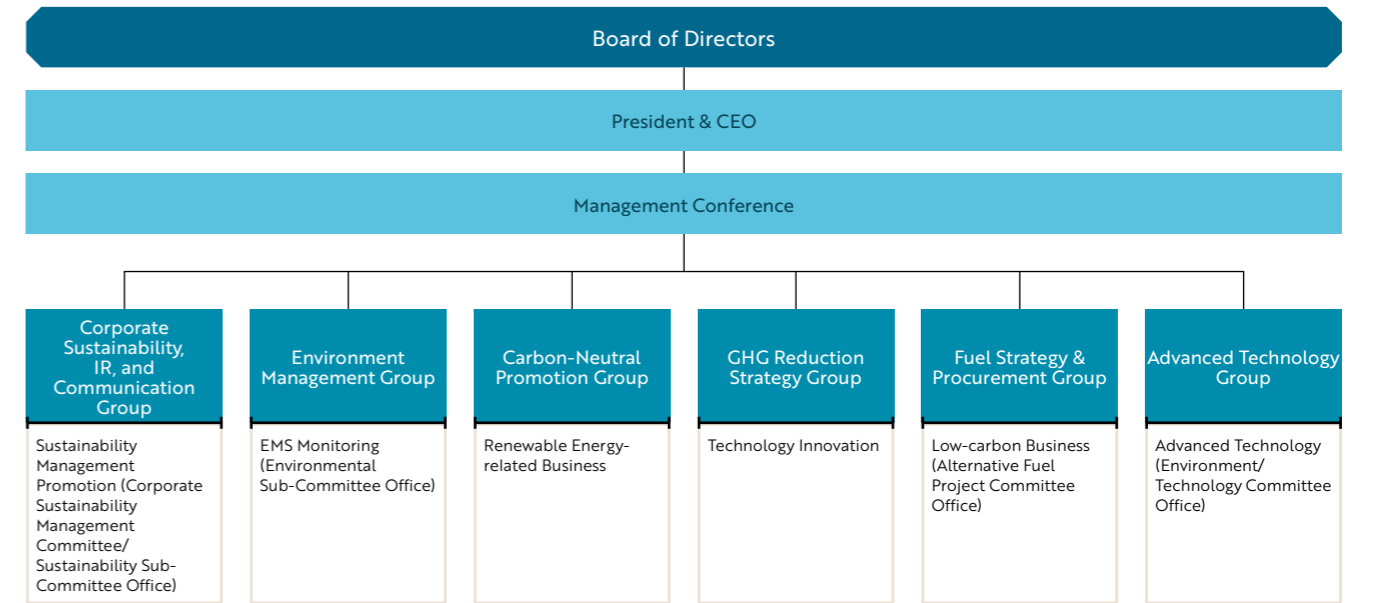 Board of Directors
President & CEO
Management Conference
Corporate
Sustainability,
IR, and
Communication
Group
Sustainability
Management
Promotion (Corporate
Sustainability
Management
Committee/
Sustainability Sub-
Committee Office)
Environment
Management Group
EMS Monitoring
(Environmental
Sub-Committee Office)
Carbon-Neutral
Promotion Group
Renewable Energy-
related Business
GHG Reduction
Strategy Group
Technology Innovation
Fuel Strategy &
Procurement Group
Low-carbon Business
(Alternative Fuel
Project Committee
Office)
Advanced Technology
Group
Advanced Technology
(Environment/
Technology Committee
Office)